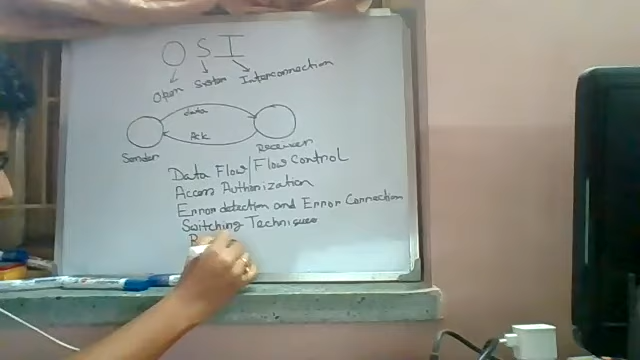 O S I
Open System Interconnection
data
Ack
Sender Receiver
Data Flow/Flow Control
Access Authorization
Error detection and Error Connection
Switching Techniques